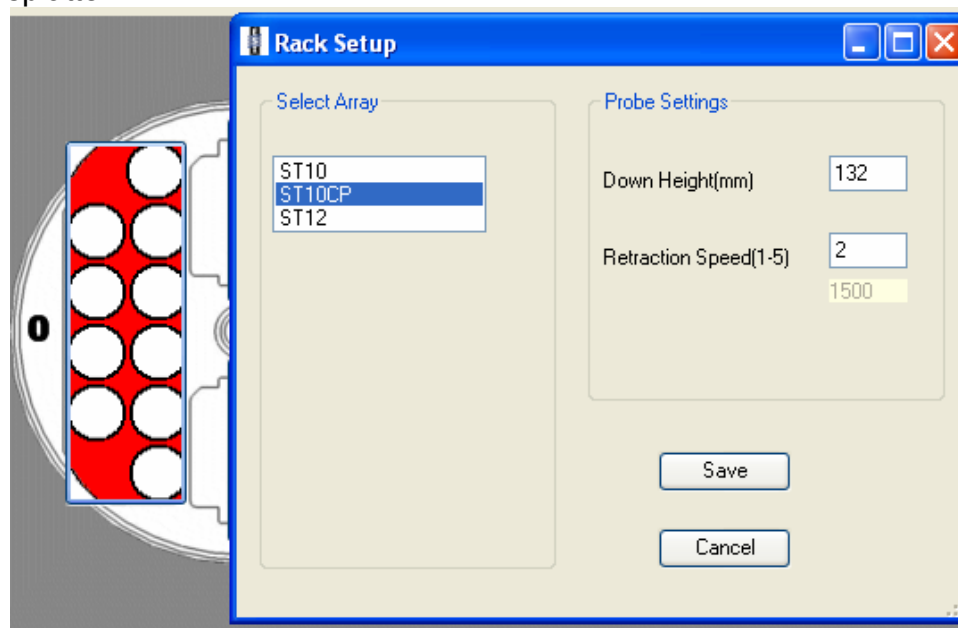 Rack Setup
Select Array
ST10
ST10CP
ST12
Probe Settings
Down Height(mm)
132
Retraction Speed(1-5)
2
1500
Save
Cancel
0